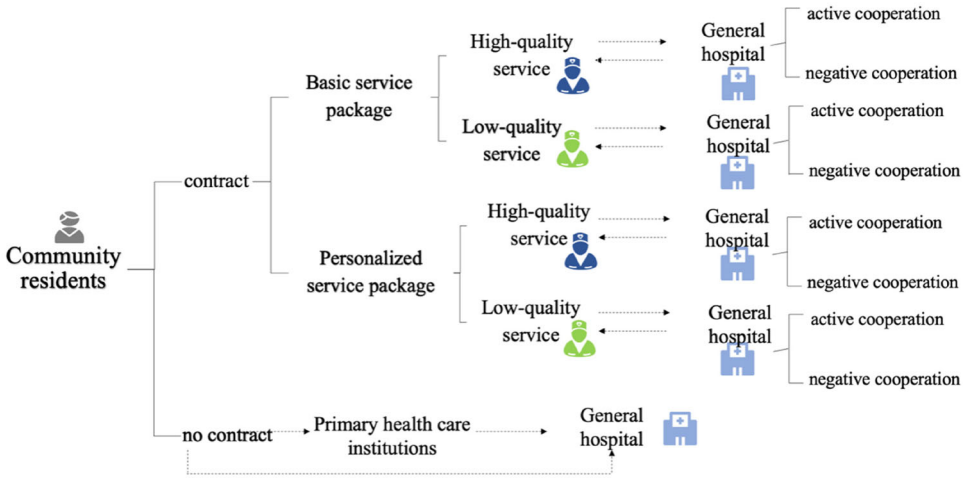 Community
residents
contract
Basic service
package
High-quality
service
General
hospital
active cooperation
negative cooperation
Low-quality
service
General
hospital
active cooperation
negative cooperation
Personalized
service package
High-quality
service
General
hospital
active cooperation
negative cooperation
Low-quality
service
General
hospital
active cooperation
negative cooperation
no contract
Primary health care
institutions
General
hospital